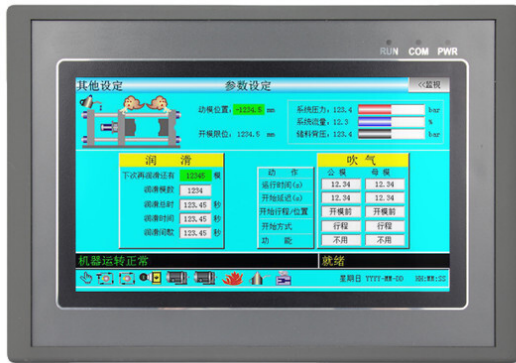 RUN COM PWR
其他设定 参数设定 <<监视
动模位置: -1234.5 mm
开模限位: 1234.5 mm
系统压力: 123.4 bar
系统流量: 12.3 %
储料背压: 123.4 bar
润 滑
下次再润滑还有 12345 模
润滑模数 1234
润滑总时 123.45 秒
润滑时间 123.45 秒
润滑间歇 123.45 秒
吹 气
动 作 公 模 母 模
运行时间(s) 12.34 12.34
开始延迟(s) 12.34 12.34
开始行程/位置 开模前 开模前
开始方式 行程 行程
功 能 不用 不用
机器运转正常 就绪
星期日 YYYY-MM-DD HH:MM:SS